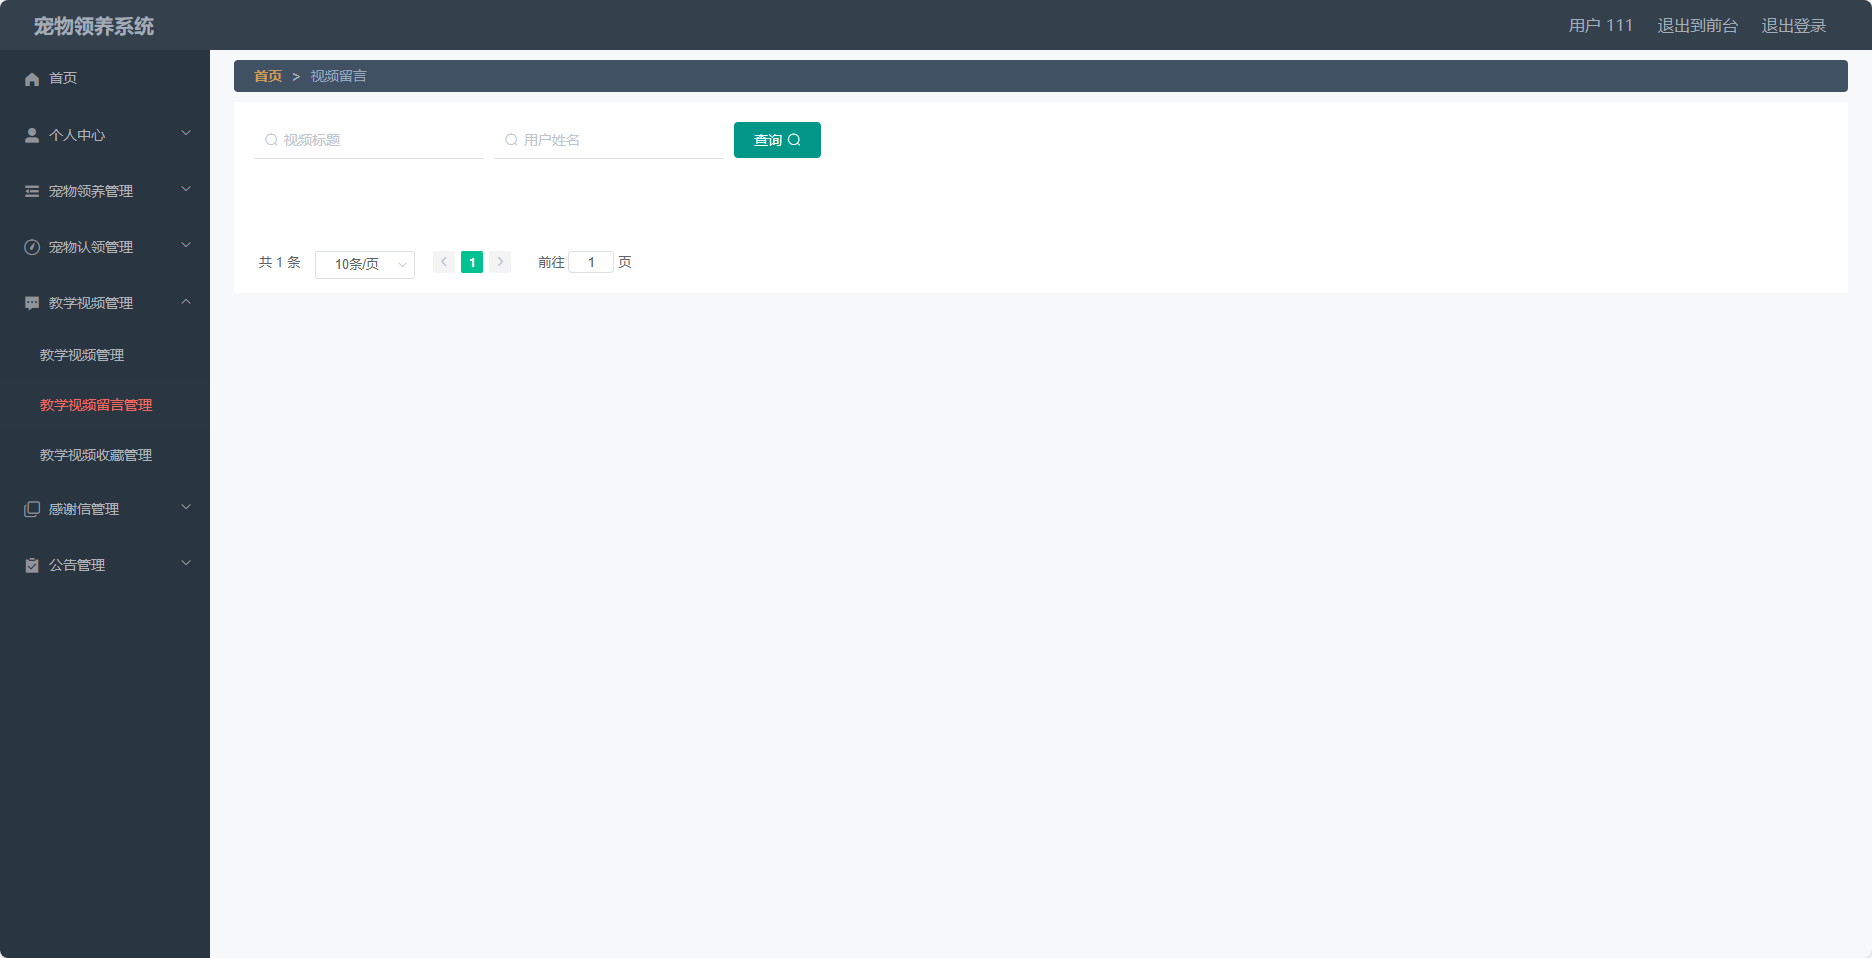 宠物领养系统
用户 111 退出到前台 退出登录
首页
个人中心
宠物领养管理
宠物认领管理
教学视频管理
教学视频管理
教学视频留言管理
教学视频收藏管理
感谢信管理
公告管理
首页 > 视频留言
视频标题 用户姓名 查询
共 1 条 10条/页 1 前往 1 页